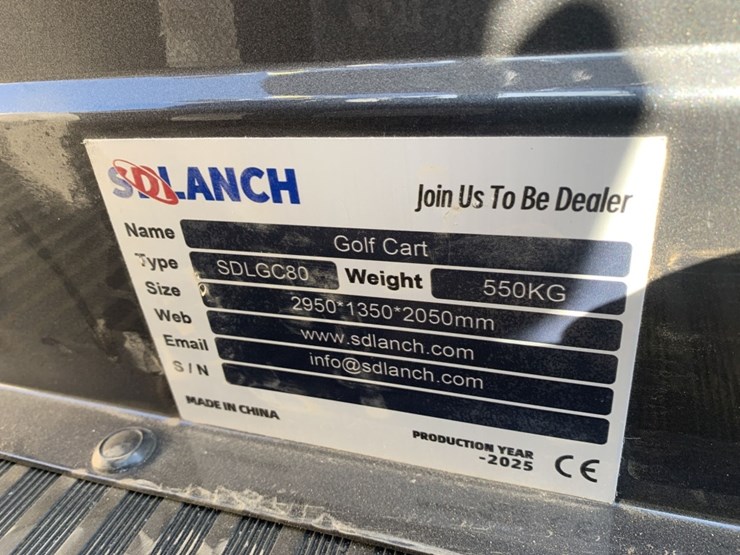 SDLANCH
Join Us To Be Dealer
Name Golf Cart
Type SDLGC80 Weight 550KG
Size 2950*1350*2050mm
Web www.sdlanch.com
Email info@sdlanch.com
S / N
MADE IN CHINA
PRODUCTION YEAR
-2025
CE